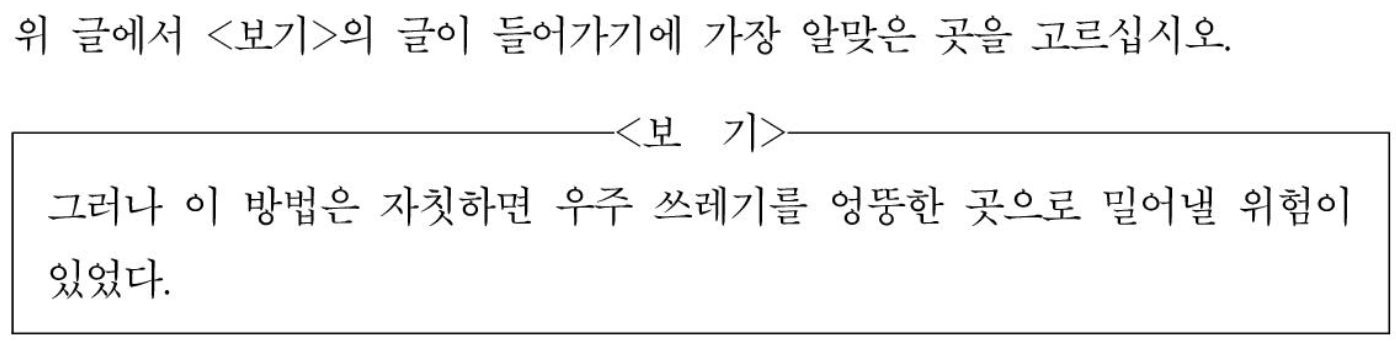 위 글에서 <보기>의 글이 들어가기에 가장 알맞은 곳을 고르십시오.
<보 기>
그러나 이 방법은 자칫하면 우주 쓰레기를 엉뚱한 곳으로 밀어낼 위험이
있었다.